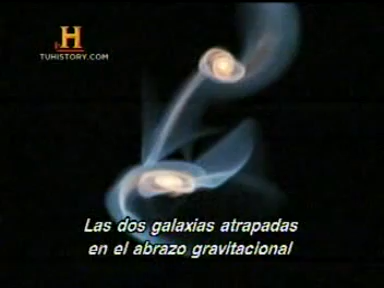 H
TUHISTORY.COM
Las dos galaxias atrapadas
en el abrazo gravitacional